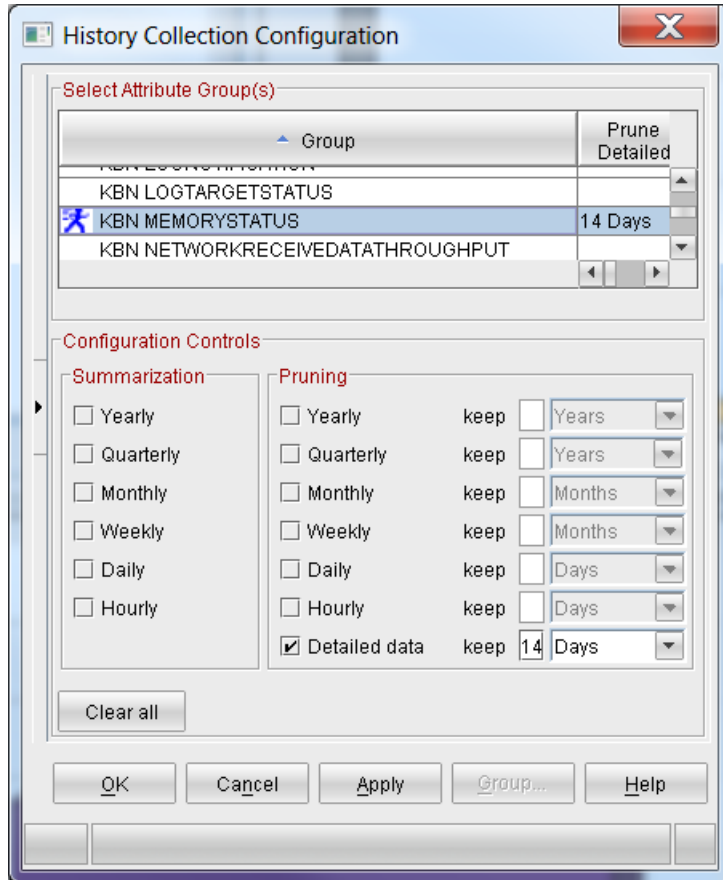 History Collection Configuration
Select Attribute Group(s)
Group
Prune
Detailed
KBN LOGTARGETSTATUS
KBN MEMORYSTATUS 14 Days
KBN NETWORKRECEIVEDATATHROUGHPUT
Configuration Controls
Summarization
Yearly
Quarterly
Monthly
Weekly
Daily
Hourly
Pruning
Yearly keep Years
Quarterly keep Years
Monthly keep Months
Weekly keep Months
Daily keep Days
Hourly keep Days
Detailed data keep 14 Days
Clear all
OK Cancel Apply Group... Help